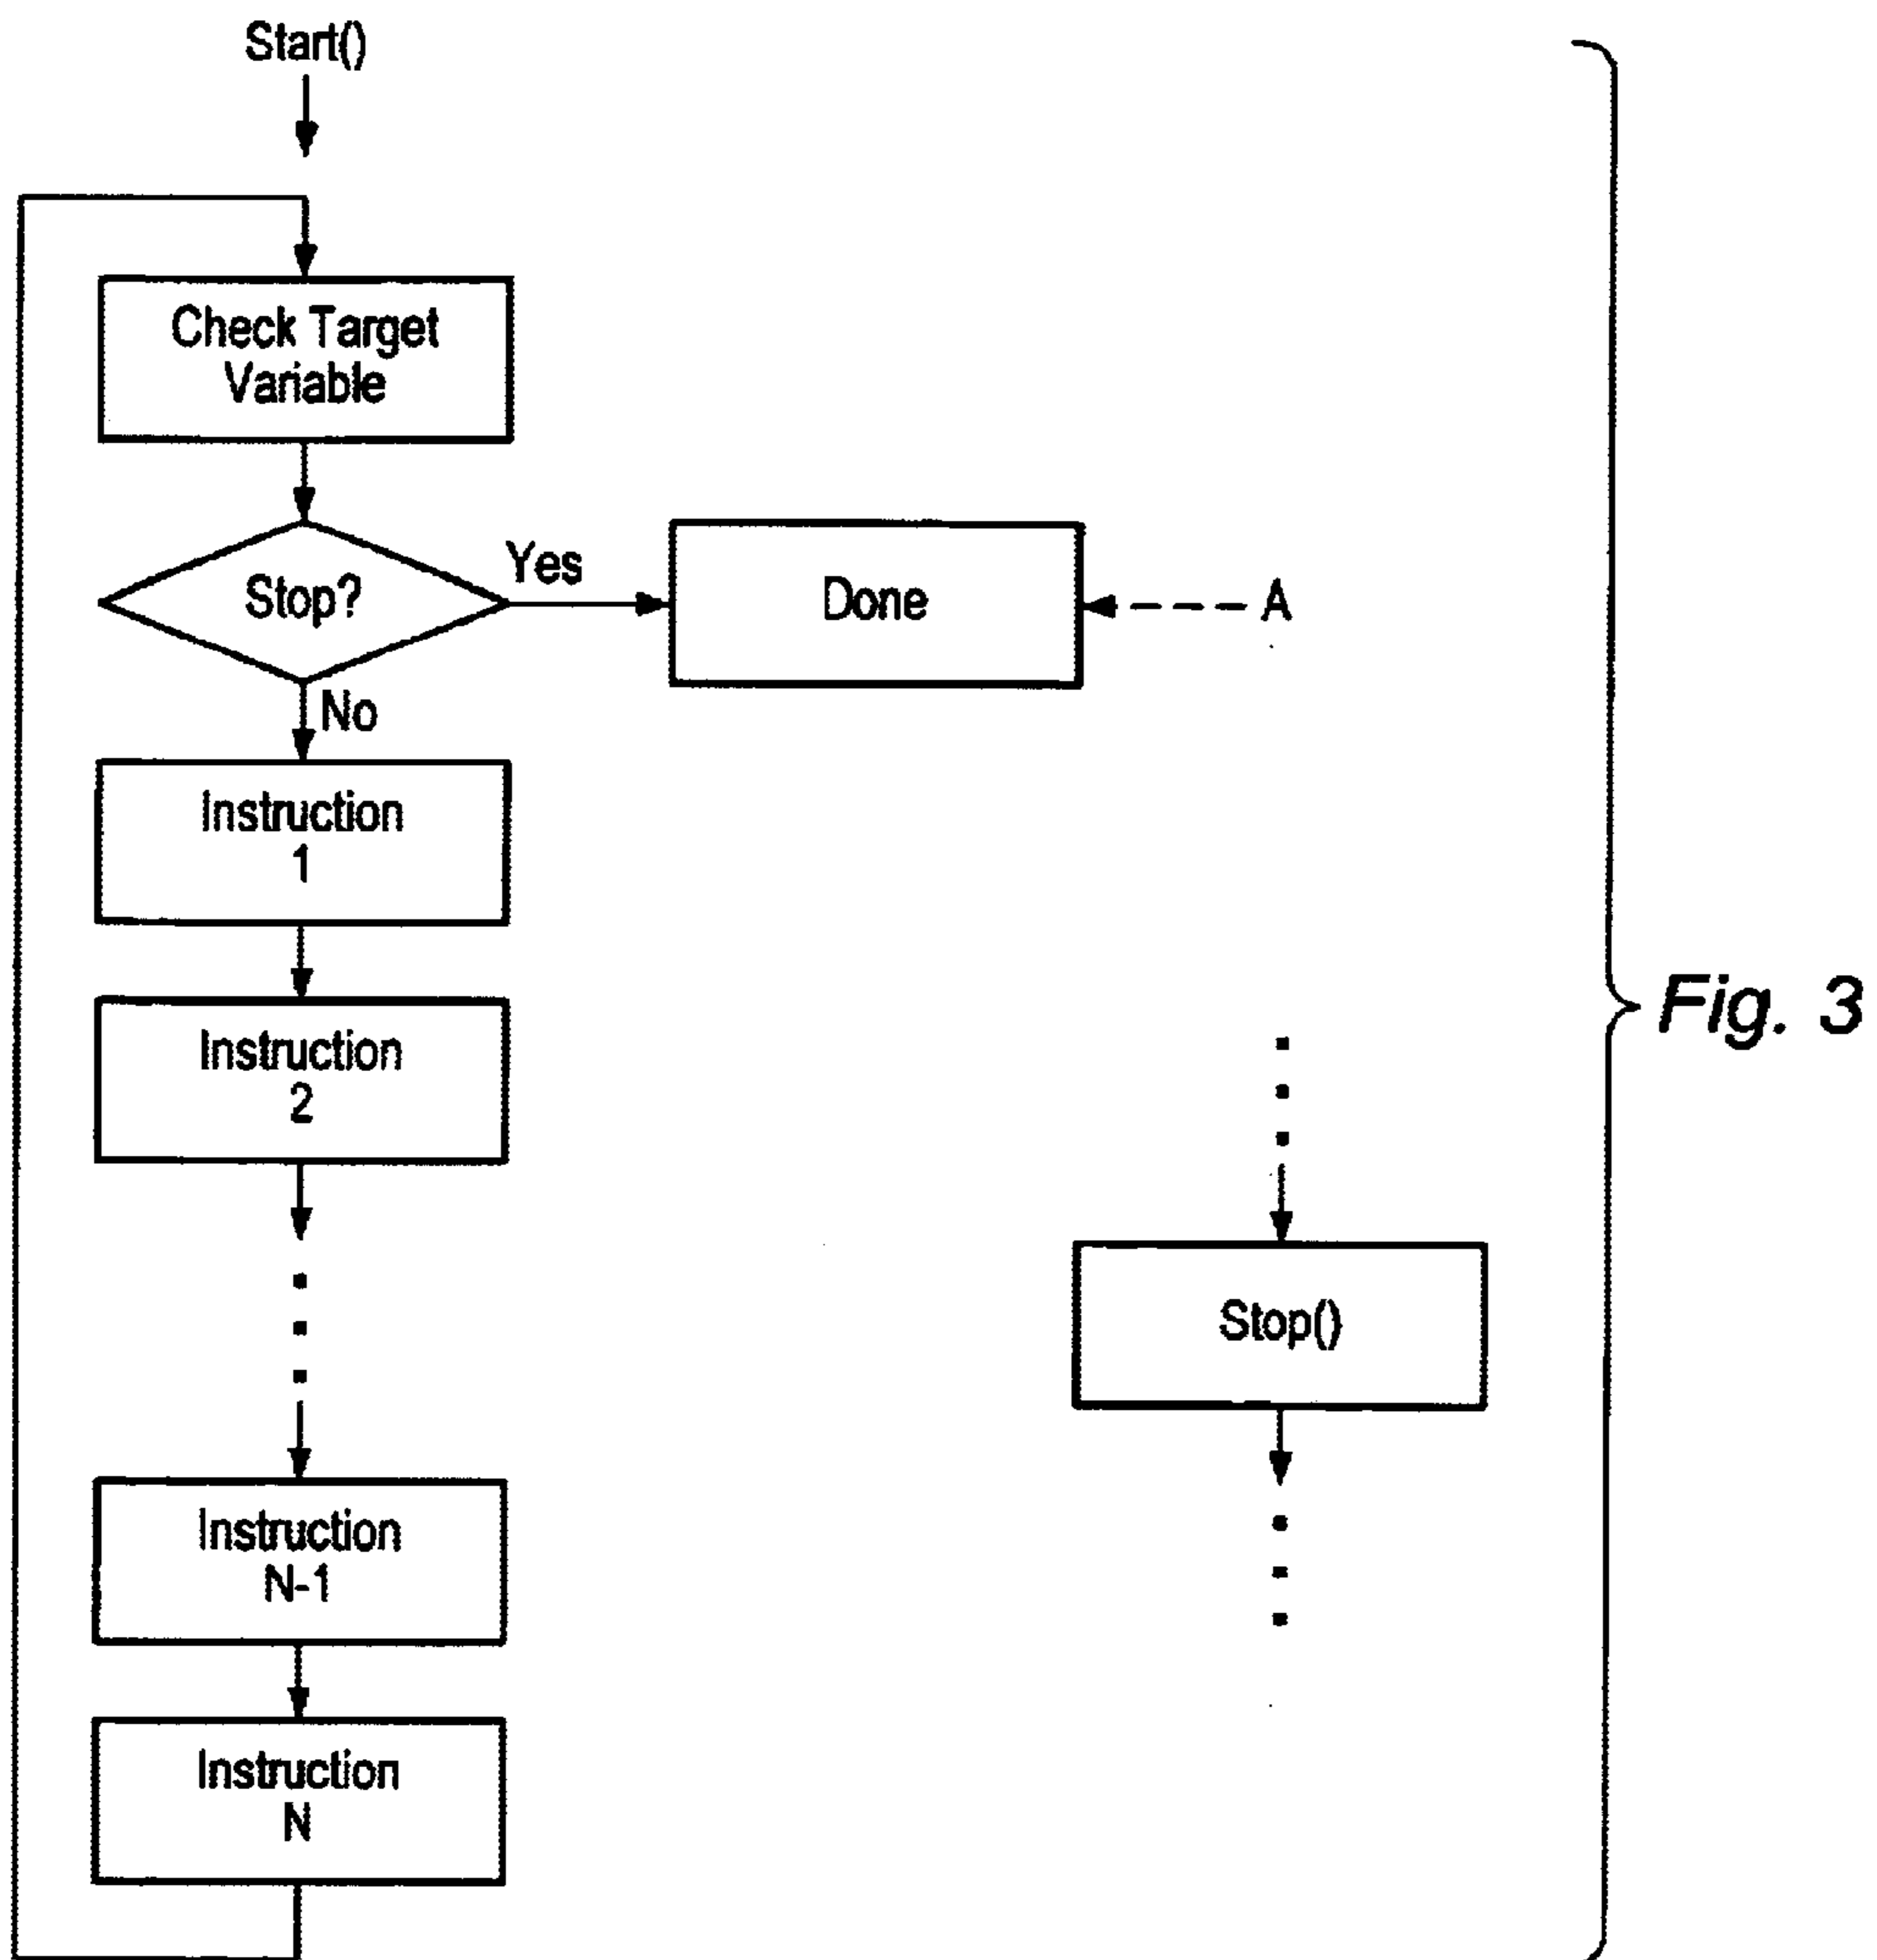 Start()
Check Target
Variable
Stop?
Yes
Done
A
No
Instruction
1
Instruction
2
Stop()
Instruction
N-1
Instruction
N
Fig. 3